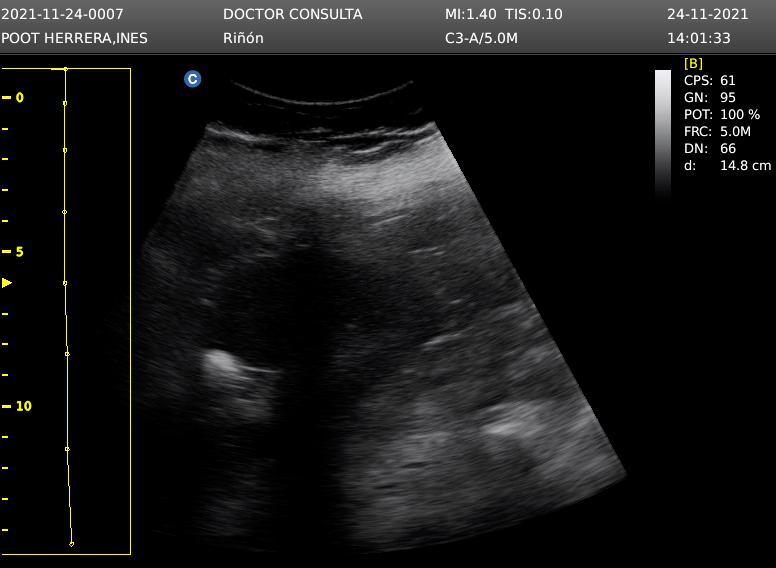 2021-11-24-0007 DOCTOR CONSULTA MI:1.40 TIS:0.10 24-11-2021
POOT HERRERA,INES Riñón C3-A/5.0M 14:01:33
[B]
CPS: 61
GN: 95
POT: 100 %
FRC: 5.0M
DN: 66
d: 14.8 cm
C
0
5
10